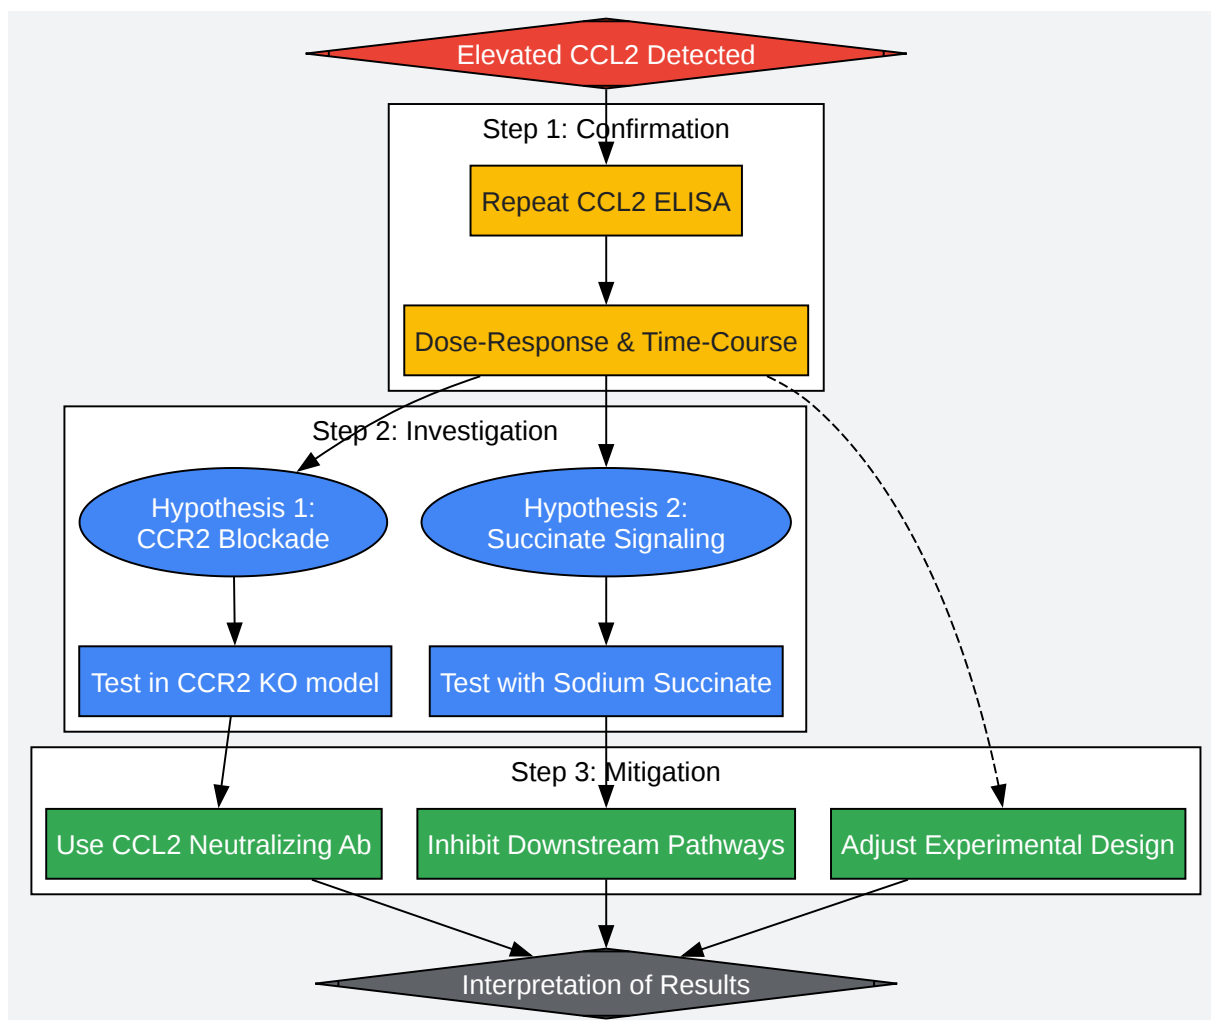 Elevated CCL2 Detected
Step 1: Confirmation
Repeat CCL2 ELISA
Dose-Response & Time-Course
Step 2: Investigation
Hypothesis 1:
CCR2 Blockade
Hypothesis 2:
Succinate Signaling
Test in CCR2 KO model
Test with Sodium Succinate
Step 3: Mitigation
Use CCL2 Neutralizing Ab
Inhibit Downstream Pathways
Adjust Experimental Design
Interpretation of Results